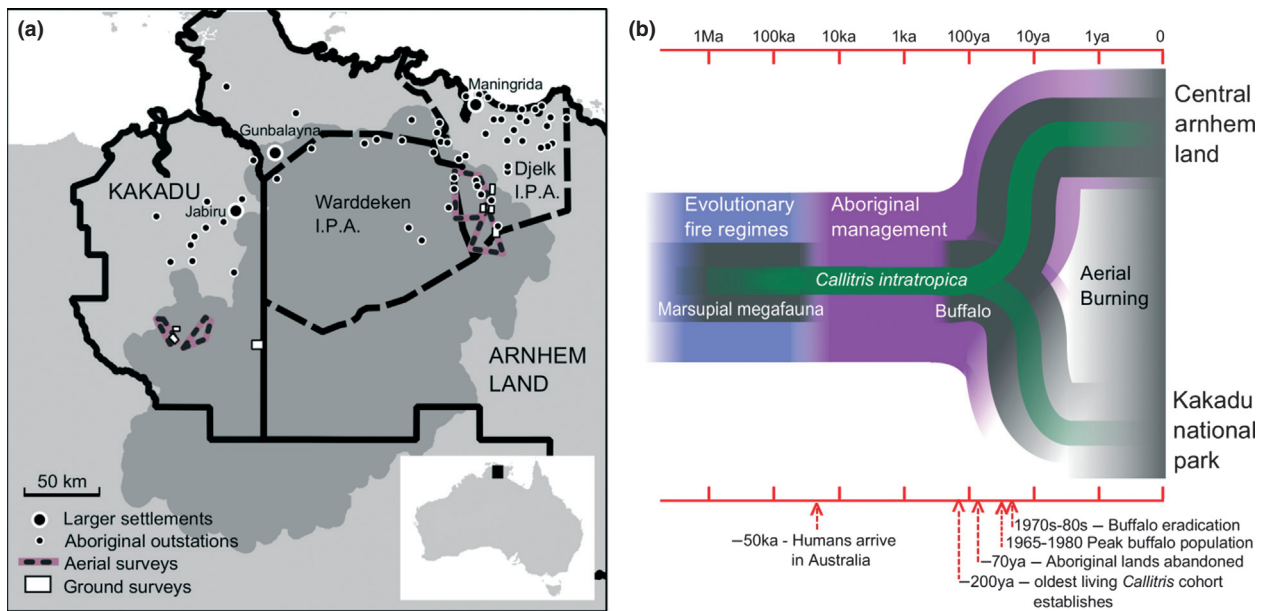 (a)
Maningrida
Gunbalayna
Djelk
I.P.A.
KAKADU
Warddeken
I.P.A.
Jabiru
ARNHEM
LAND
50 km
Larger settlements
Aboriginal outstations
Aerial surveys
Ground surveys
(b)
1Ma 100ka 10ka 1ka 100ya 10ya 1ya 0
Central
arnhem
land
Evolutionary
fire regimes
Aboriginal
management
Callitris intratropica
Marsupial megafauna
Buffalo
Aerial
Burning
Kakadu
national
park
–50ka - Humans arrive
in Australia
1970s-80s – Buffalo eradication
1965-1980 Peak buffalo population
–70ya – Aboriginal lands abandoned
–200ya – oldest living Callitris cohort
establishes